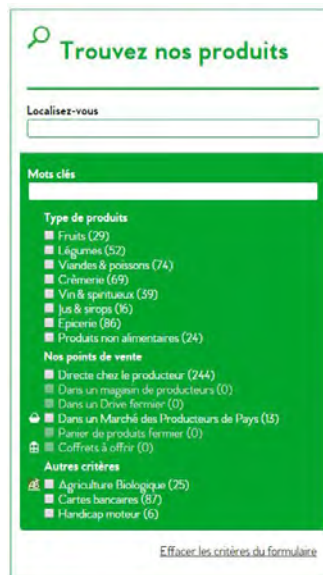 Trouvez nos produits
Localisez-vous
Mots clés
Type de produits
Fruits (29)
Légumes (52)
Viandes & poissons (74)
Crèmerie (69)
Vin & spiritueux (39)
Jus & sirops (16)
Epicerie (86)
Produits non alimentaires (24)
Nos points de vente
Directe chez le producteur (244)
Dans un magasin de producteurs (0)
Dans un Drive fermier (0)
Dans un Marché des Producteurs de Pays (13)
Panier de produits fermier (0)
Coffrets à offrir (0)
Autres critères
Agriculture Biologique (25)
Cartes bancaires (87)
Handicap moteur (6)
Effacer les critères du formulaire